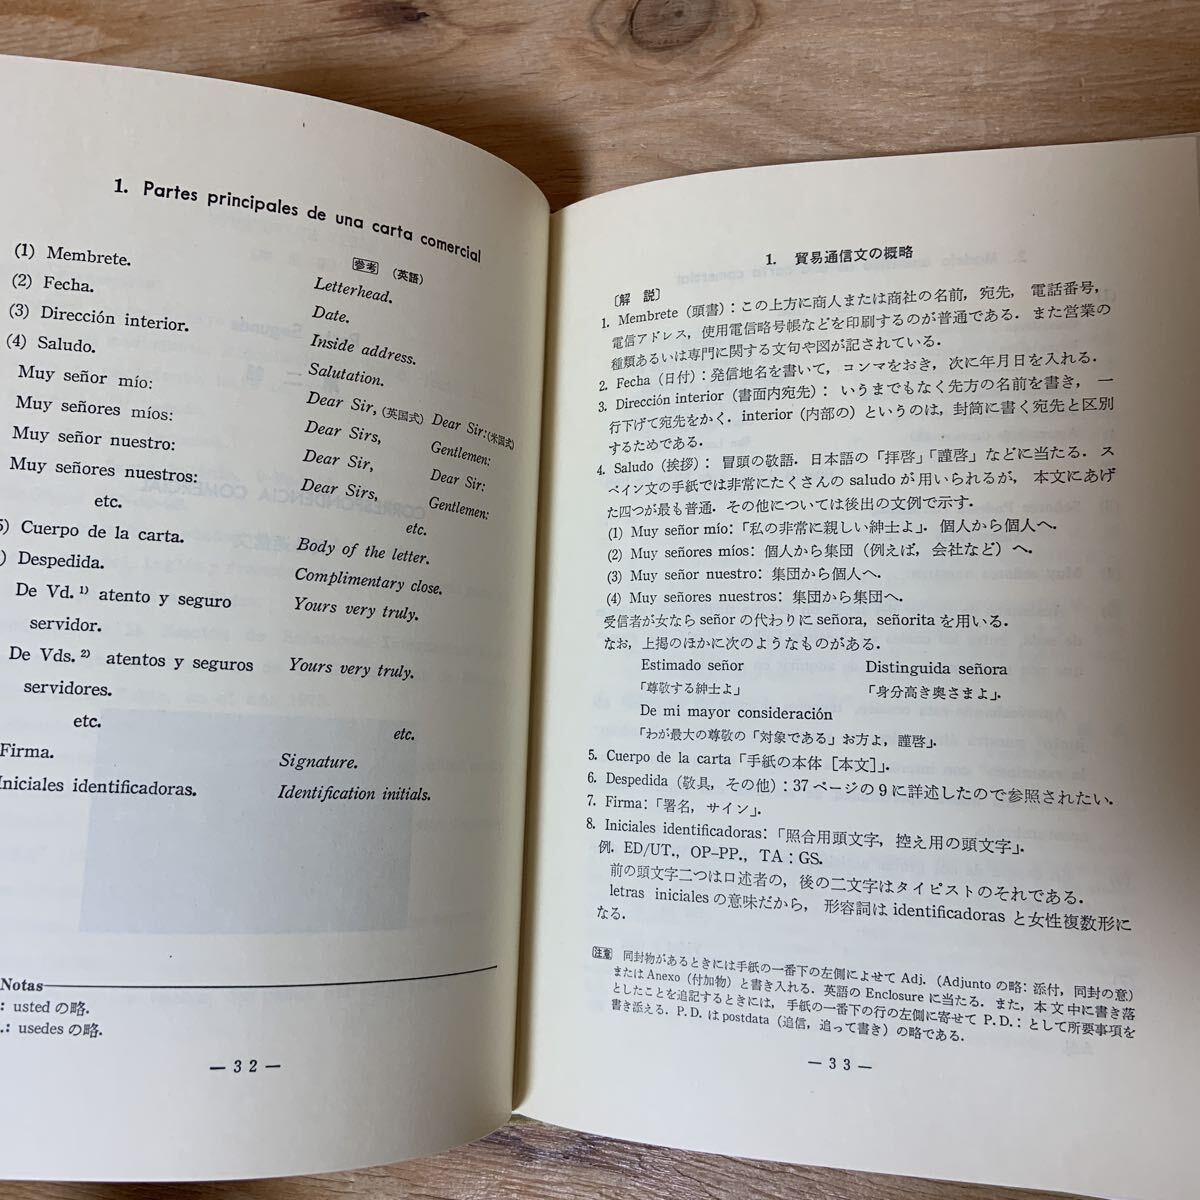 1. Partes principales de una carta comercial
参考 (英語)
(1) Membrete. Letterhead.
(2) Fecha. Date.
(3) Dirección interior. Inside address.
(4) Saludo. Salutation.
Muy señor mío: Dear Sir, (英国式) Dear Sir: (米国式)
Muy señores míos: Dear Sirs, Gentlemen:
Muy señor nuestro: Dear Sir, Dear Sir:
Muy señores nuestros: Dear Sirs, Gentlemen:
etc. etc.
5) Cuerpo de la carta. Body of the letter.
) Despedida. Complimentary close.
De Vd. 1) atento y seguro Yours very truly.
servidor.
De Vds. 2) atentos y seguros Yours very truly.
servidores.
etc. etc.
Firma. Signature.
Iniciales identificadoras. Identification initials.
Notas
: usted の略.
.: usedes の略.
— 32 —
1. 貿易通信文の概略
〔解 説〕
1. Membrete (頭書) : この上方に商人または商社の名前, 宛先, 電話番号,
電信アドレス, 使用電信略号帳などを印刷するのが普通である. また営業の
種類あるいは専門に関する文句や図が記されている.
2. Fecha (日付) : 発信地名を書いて, コンマをおき, 次に年月日を入れる.
3. Dirección interior (書面内宛先) : いうまでもなく先方の名前を書き, 一
行下げて宛先をかく. interior (内部の) というのは, 封筒に書く宛先と区別
するためである.
4. Saludo (挨拶) : 冒頭の敬語. 日本語の「拝啓」「謹啓」などに当たる. ス
ペイン文の手紙では非常にたくさんの saludo が用いられるが, 本文にあげ
た四つが最も普通. その他については後出の文例で示す.
(1) Muy señor mío: 「私の非常に親しい紳士よ」. 個人から個人へ.
(2) Muy señores míos: 個人から集団 (例えば, 会社など) へ.
(3) Muy señor nuestro: 集団から個人へ.
(4) Muy señores nuestros: 集団から集団へ.
受信者が女なら señor の代わりに señora, señorita を用いる.
なお, 上掲のほかに次のようなものがある.
Estimado señor Distinguida señora
「尊敬する紳士よ」 「身分高き奥さまよ」.
De mi mayor consideración
「わが最大の尊敬の「対象である」お方よ, 謹啓」.
5. Cuerpo de la carta「手紙の本体 [本文]」.
6. Despedida (敬具, その他) : 37 ページの 9 に詳述したので参照されたい.
7. Firma: 「署名, サイン」.
8. Iniciales identificadoras: 「照合用頭文字, 控え用の頭文字」.
例. ED/UT., OP–PP., TA : GS.
前の頭文字二つは口述者の, 後の二文字はタイピストのそれである.
letras iniciales の意味だから, 形容詞は identificadoras と女性複数形に
なる.
注意 同封物があるときには手紙の一番下の左側によせて Adj. (Adjunto の略: 添付, 同封の意)
または Anexo (付加物) と書き入れる. 英語の Enclosure に当たる. また, 本文中に書き落
としたことを追記するときには, 手紙の一番下の行の左側に寄せて P. D. : として所要事項を
書き添える. P. D. は postdata (追信, 追って書き) の略である.
— 33 —